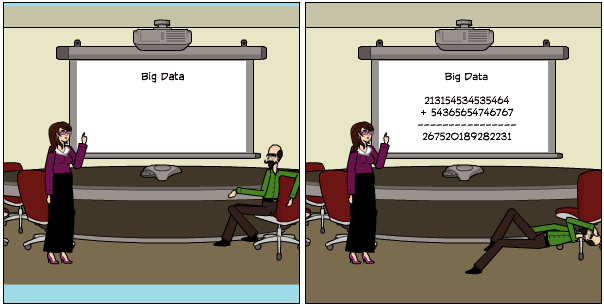 Big Data
Big Data
213154534535464
+ 54365654746767
----------------
267520189282231